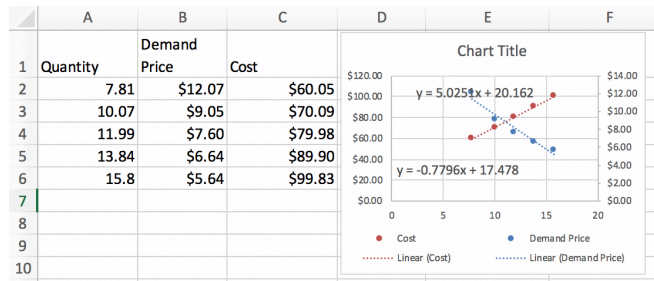 A B C D E F
Demand
1 Quantity Price Cost
2 7.81 $12.07 $60.05
3 10.07 $9.05 $70.09
4 11.99 $7.60 $79.98
5 13.84 $6.64 $89.90
6 15.8 $5.64 $99.83
7
8
9
10
Chart Title
$120.00 $14.00
$100.00 y = 5.0251x + 20.162 $12.00
$80.00 $10.00
$60.00 $8.00
$40.00 $6.00
$20.00 y = -0.7796x + 17.478 $4.00
$0.00 $2.00
$0.00
0 5 10 15 20
Cost Demand Price
Linear (Cost) Linear (Demand Price)